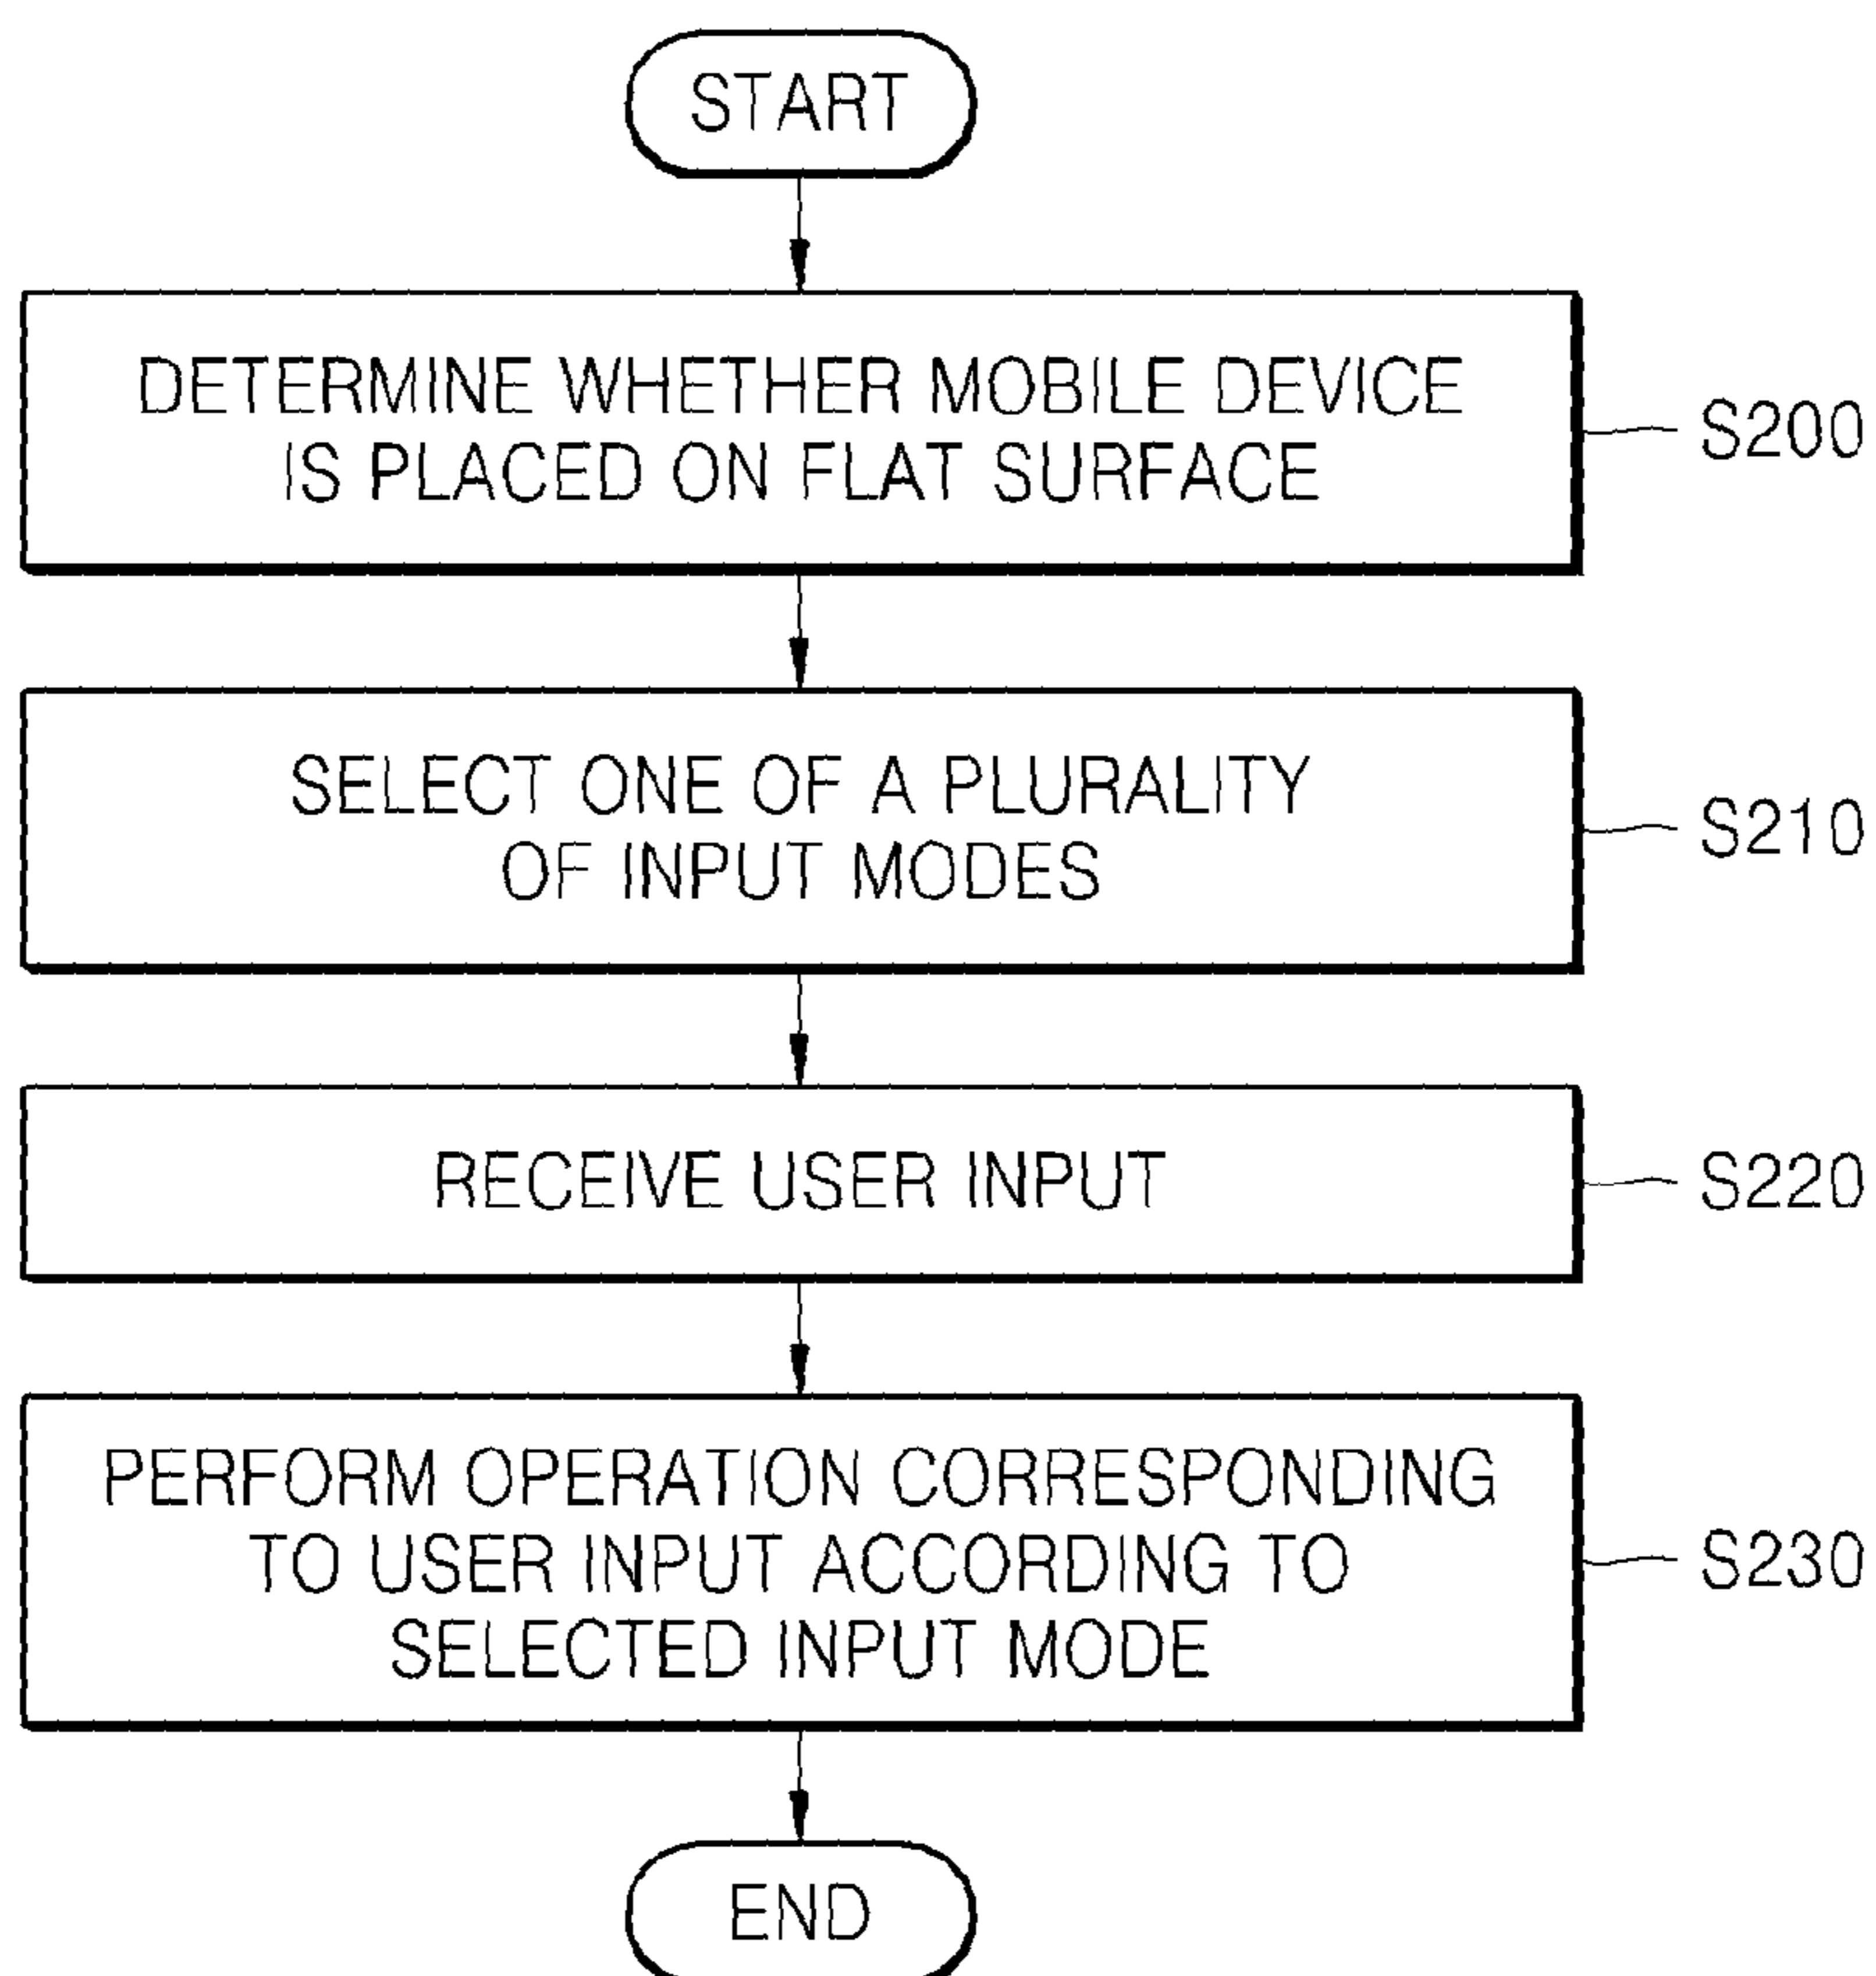 START
DETERMINE WHETHER MOBILE DEVICE
IS PLACED ON FLAT SURFACE
S200
SELECT ONE OF A PLURALITY
OF INPUT MODES
S210
RECEIVE USER INPUT
S220
PERFORM OPERATION CORRESPONDING
TO USER INPUT ACCORDING TO
SELECTED INPUT MODE
S230
END